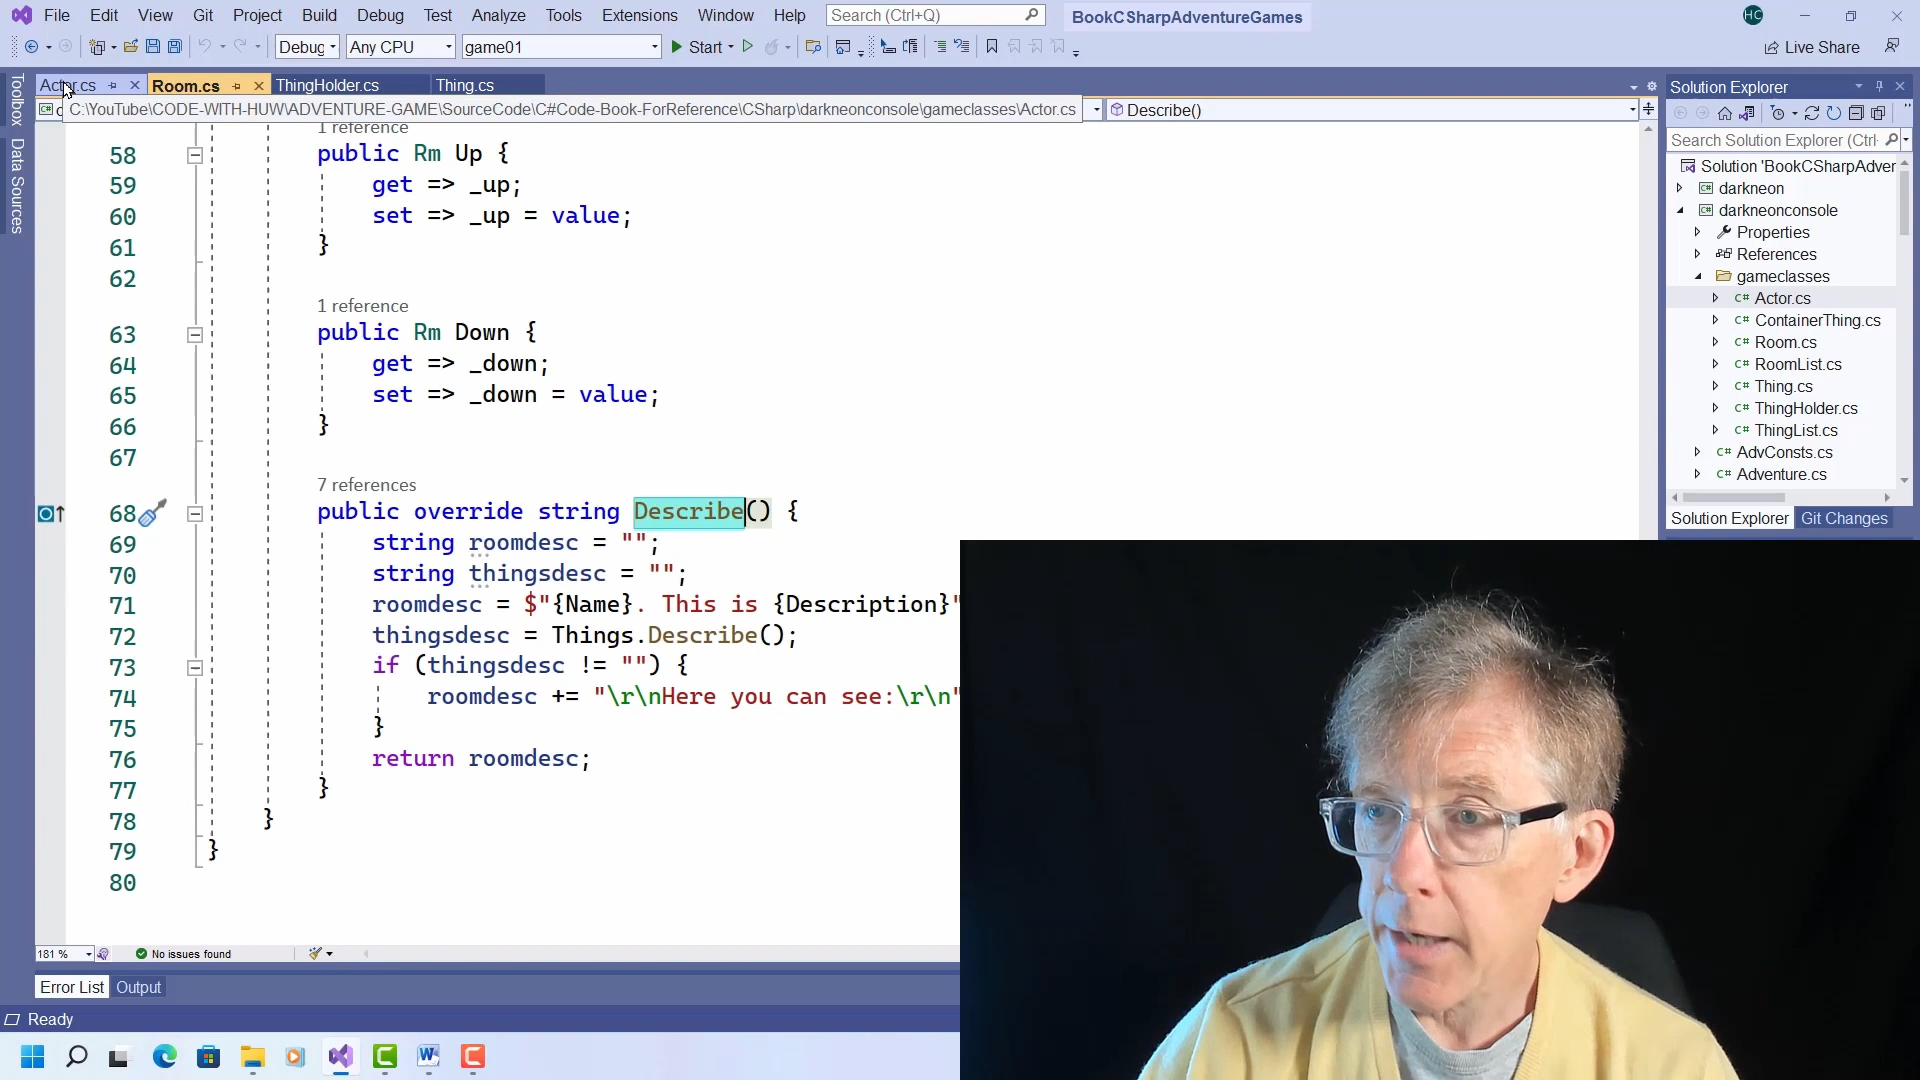 File Edit View Git Project Build Debug Test Analyze Tools Extensions Window Help Search (Ctrl+Q) BookCSharpAdventureGames HC
Debug Any CPU game01 Start Live Share
Actor.cs Room.cs ThingHolder.cs Thing.cs
C:\YouTube\CODE-WITH-HUW\ADVENTURE-GAME\SourceCode\C#Code-Book-ForReference\CSharp\darkneonconsole\gameclasses\Actor.cs Describe()
Toolbox
Data Sources
1 reference
58 public Rm Up {
59 get => _up;
60 set => _up = value;
61 }
62
1 reference
63 public Rm Down {
64 get => _down;
65 set => _down = value;
66 }
67
7 references
68 public override string Describe() {
69 string roomdesc = "";
70 string thingsdesc = "";
71 roomdesc = $"{Name}. This is {Description}"
72 thingsdesc = Things.Describe();
73 if (thingsdesc != "") {
74 roomdesc += "\r\nHere you can see:\r\n"
75 }
76 return roomdesc;
77 }
78 }
79 }
80
181 % No issues found
Error List Output
Ready
Solution Explorer
Search Solution Explorer (Ctrl
Solution 'BookCSharpAdver
darkneon
darkneonconsole
Properties
References
gameclasses
C# Actor.cs
C# ContainerThing.cs
C# Room.cs
C# RoomList.cs
C# Thing.cs
C# ThingHolder.cs
C# ThingList.cs
C# AdvConsts.cs
C# Adventure.cs
Solution Explorer Git Changes